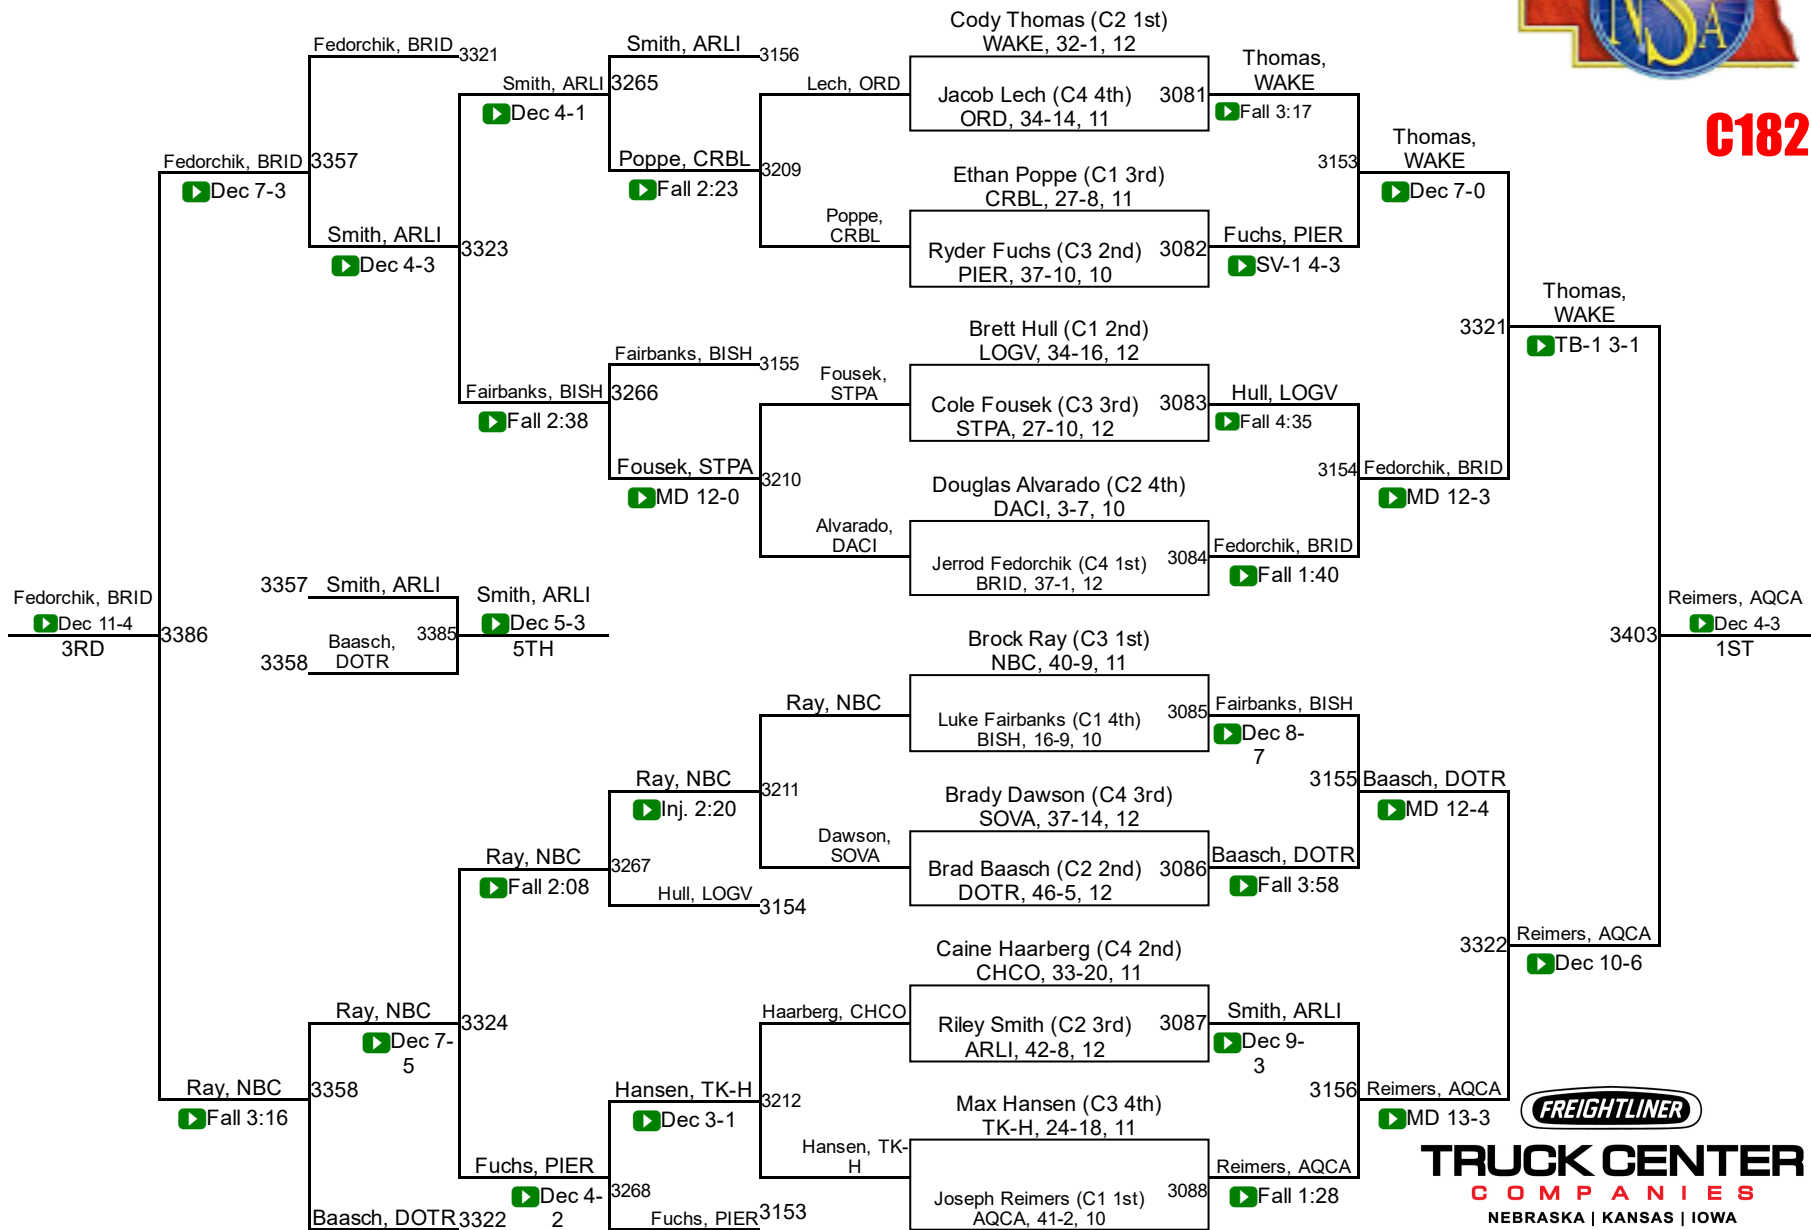 Fedorchik, BRID
Dec 11-4
3RD
3386
Fedorchik, BRID
Dec 7-3
Ray, NBC
Fall 3:16
Fedorchik, BRID
3321
3357
Smith, ARLI
Dec 4-3
3357
Smith, ARLI
3358
Baasch,
DOTR
3385
Smith, ARLI
Dec 5-3
5TH
Ray, NBC
Dec 7-
5
3358
Baasch, DOTR
3322
Smith, ARLI
Dec 4-1
3323
Fairbanks, BISH
Fall 2:38
Ray, NBC
Fall 2:08
3324
Fuchs, PIER
Dec 4-
2
Smith, ARLI
3156
3265
Poppe, CRBL
Fall 2:23
Fairbanks, BISH
3155
3266
Fousek, STPA
MD 12-0
Ray, NBC
Inj. 2:20
3267
Hull, LOGV
3154
Hansen, TK-H
Dec 3-1
3268
Fuchs, PIER
3153
Lech, ORD
3209
Poppe,
CRBL
Fousek,
STPA
3210
Alvarado,
DACI
Ray, NBC
3211
Dawson,
SOVA
Haarberg, CHCO
3212
Hansen, TK-
H
Cody Thomas (C2 1st)
WAKE, 32-1, 12
Jacob Lech (C4 4th)
ORD, 34-14, 11
3081
Ethan Poppe (C1 3rd)
CRBL, 27-8, 11
Ryder Fuchs (C3 2nd)
PIER, 37-10, 10
3082
Brett Hull (C1 2nd)
LOGV, 34-16, 12
Cole Fousek (C3 3rd)
STPA, 27-10, 12
3083
Douglas Alvarado (C2 4th)
DACI, 3-7, 10
Jerrod Fedorchik (C4 1st)
BRID, 37-1, 12
3084
Brock Ray (C3 1st)
NBC, 40-9, 11
Luke Fairbanks (C1 4th)
BISH, 16-9, 10
3085
Brady Dawson (C4 3rd)
SOVA, 37-14, 12
Brad Baasch (C2 2nd)
DOTR, 46-5, 12
3086
Caine Haarberg (C4 2nd)
CHCO, 33-20, 11
Riley Smith (C2 3rd)
ARLI, 42-8, 12
3087
Max Hansen (C3 4th)
TK-H, 24-18, 11
Joseph Reimers (C1 1st)
AQCA, 41-2, 10
3088
Thomas,
WAKE
Fall 3:17
3153
Fuchs, PIER
SV-1 4-3
Hull, LOGV
Fall 4:35
3154
Fedorchik, BRID
Fall 1:40
Fairbanks, BISH
Dec 8-
7
3155
Baasch, DOTR
Fall 3:58
Smith, ARLI
Dec 9-
3
3156
Reimers, AQCA
Fall 1:28
Thomas,
WAKE
Dec 7-0
3321
Fedorchik, BRID
MD 12-3
Baasch, DOTR
MD 12-4
3322
Reimers, AQCA
MD 13-3
Thomas,
WAKE
TB-1 3-1
3403
Reimers, AQCA
Dec 10-6
Reimers, AQCA
Dec 4-3
1ST
NSA
C182
FREIGHTLINER
TRUCK CENTER
COMPANIES
NEBRASKA | KANSAS | IOWA